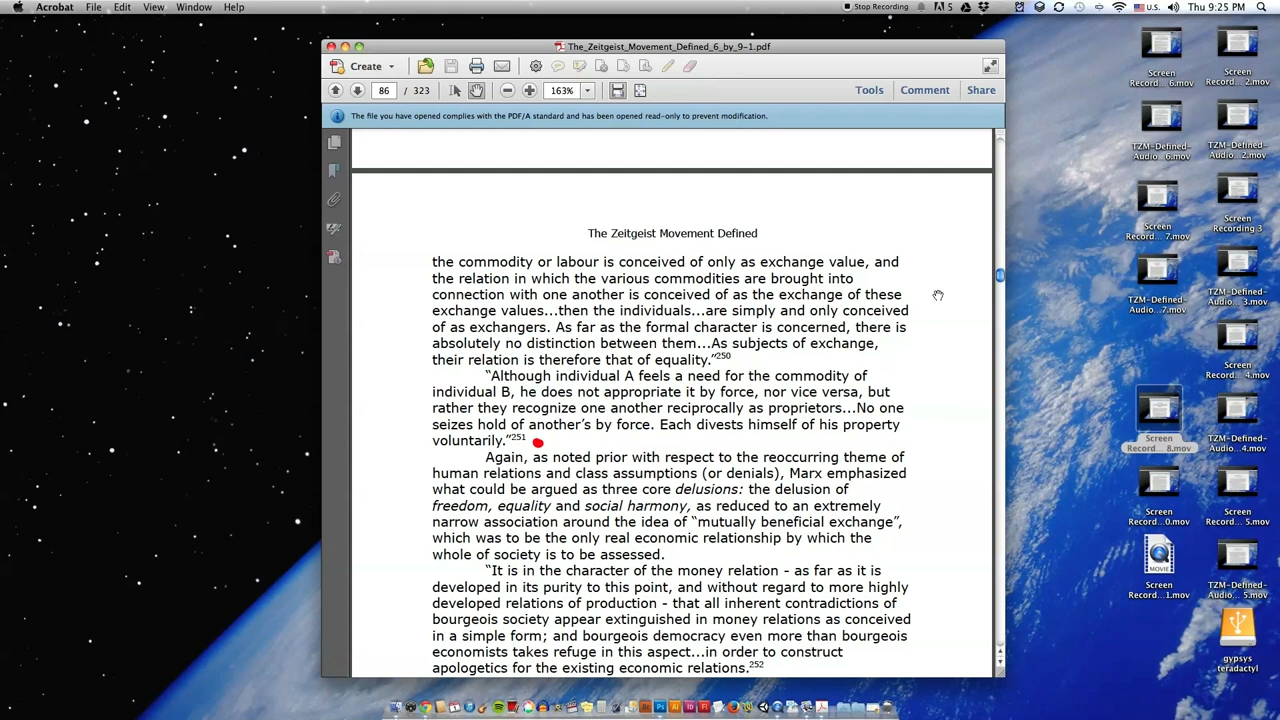 Acrobat File Edit View Window Help
Stop Recording 5 U.S. Thu 9:25 PM
The_Zeitgeist_Movement_Defined_6_by_9-1.pdf
Create
86 / 323 163% Tools Comment Share
The file you have opened complies with the PDF/A standard and has been opened read-only to prevent modification.
The Zeitgeist Movement Defined
the commodity or labour is conceived of only as exchange value, and
the relation in which the various commodities are brought into
connection with one another is conceived of as the exchange of these
exchange values…then the individuals…are simply and only conceived
of as exchangers. As far as the formal character is concerned, there is
absolutely no distinction between them…As subjects of exchange,
their relation is therefore that of equality.”250
“Although individual A feels a need for the commodity of
individual B, he does not appropriate it by force, nor vice versa, but
rather they recognize one another reciprocally as proprietors…No one
seizes hold of another’s by force. Each divests himself of his property
voluntarily.”251
Again, as noted prior with respect to the reoccurring theme of
human relations and class assumptions (or denials), Marx emphasized
what could be argued as three core delusions: the delusion of
freedom, equality and social harmony, as reduced to an extremely
narrow association around the idea of “mutually beneficial exchange”,
which was to be the only real economic relationship by which the
whole of society is to be assessed.
“It is in the character of the money relation - as far as it is
developed in its purity to this point, and without regard to more highly
developed relations of production - that all inherent contradictions of
bourgeois society appear extinguished in money relations as conceived
in a simple form; and bourgeois democracy even more than bourgeois
economists takes refuge in this aspect…in order to construct
apologetics for the existing economic relations.”252
Screen
Record... 6.mov
Screen
Record... 2.mov
TZM-Defined-
Audio... 6.mov
TZM-Defined-
Audio... 2.mov
Screen
Record... 7.mov
Screen
Recording 3
TZM-Defined-
Audio... 7.mov
TZM-Defined-
Audio... 3.mov
Screen
Record... 4.mov
Screen
Record... 8.mov
TZM-Defined-
Audio... 4.mov
Screen
Record... 0.mov
Screen
Record... 5.mov
MOVIE
Screen
Record... 1.mov
TZM-Defined-
Audio... 5.mov
gypsys
teradactyl